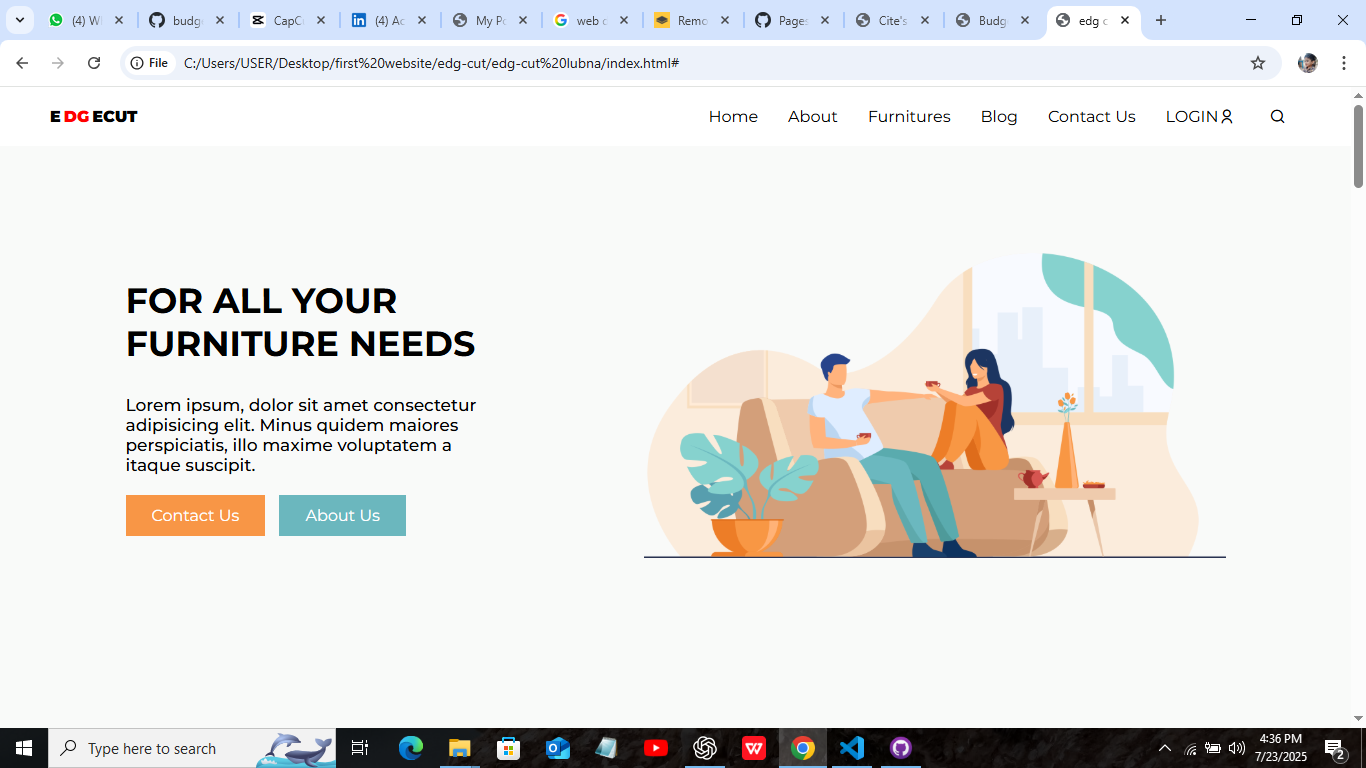 (4) W
budg
CapC
(4) Ac
My Po
web c
Remo
Pages
Cite's
Budg
edg c
File C:/Users/USER/Desktop/first%20website/edg-cut/edg-cut%20lubna/index.html#
E DG ECUT Home About Furnitures Blog Contact Us LOGIN
FOR ALL YOUR
FURNITURE NEEDS
Lorem ipsum, dolor sit amet consectetur
adipisicing elit. Minus quidem maiores
perspiciatis, illo maxime voluptatem a
itaque suscipit.
Contact Us About Us
Type here to search
4:36 PM
7/23/2025
2